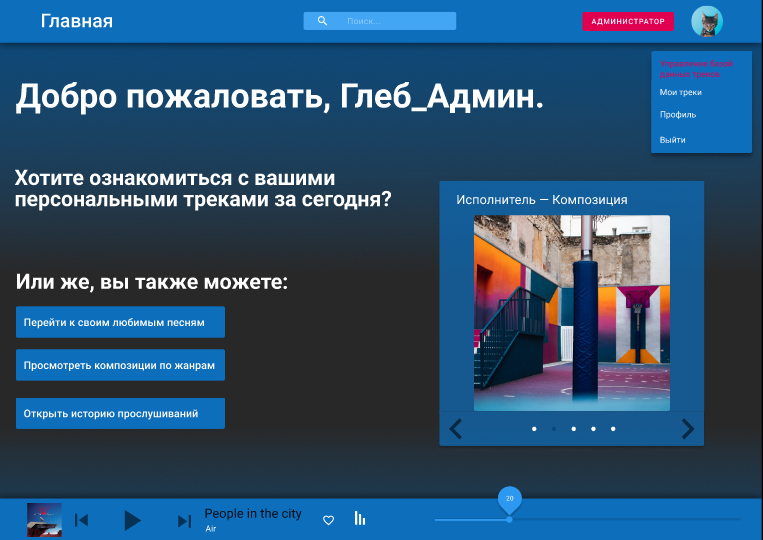 Главная
Поиск...
АДМИНИСТРАТОР
Управление базой
данных треков
Мои треки
Профиль
Выйти
Добро пожаловать, Глеб_Админ.
Хотите ознакомиться с вашими
персональными треками за сегодня?
Исполнитель — Композиция
Или же, вы также можете:
Перейти к своим любимым песням
Просмотреть композиции по жанрам
Открыть историю прослушиваний
People in the city
Air
20